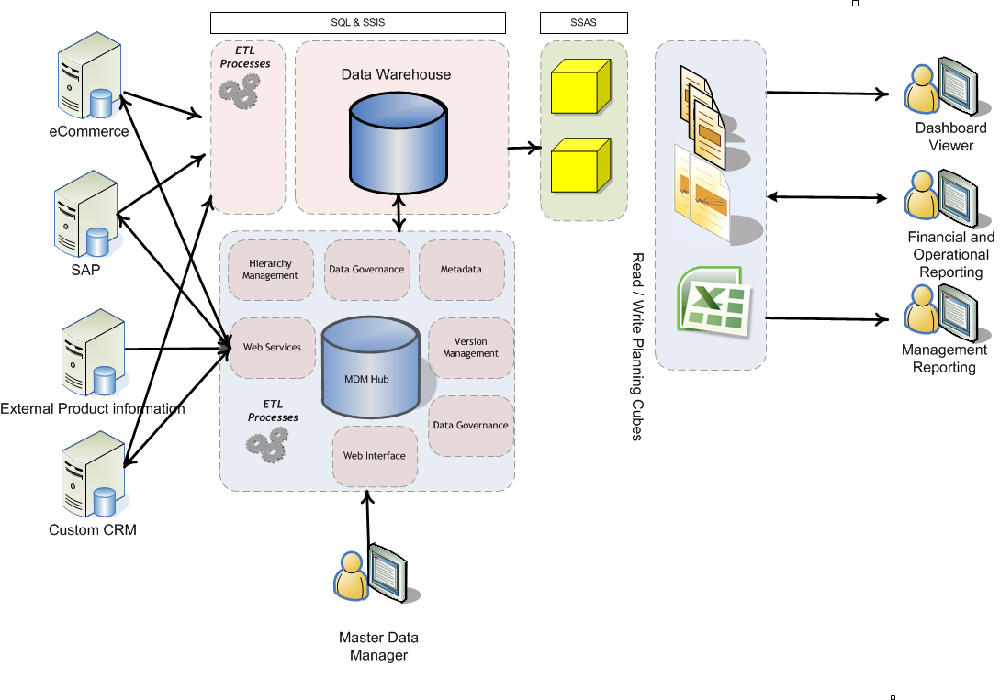 SQL & SSIS
SSAS
ETL
Processes
Data Warehouse
eCommerce
Dashboard
Viewer
SAP
Hierarchy
Management
Data Governance
Metadata
Financial and
Operational
Reporting
Read / Write Planning Cubes
Web Services
MDM Hub
Version
Management
Management
Reporting
External Product information
ETL
Processes
Data Governance
Web Interface
Custom CRM
Master Data
Manager